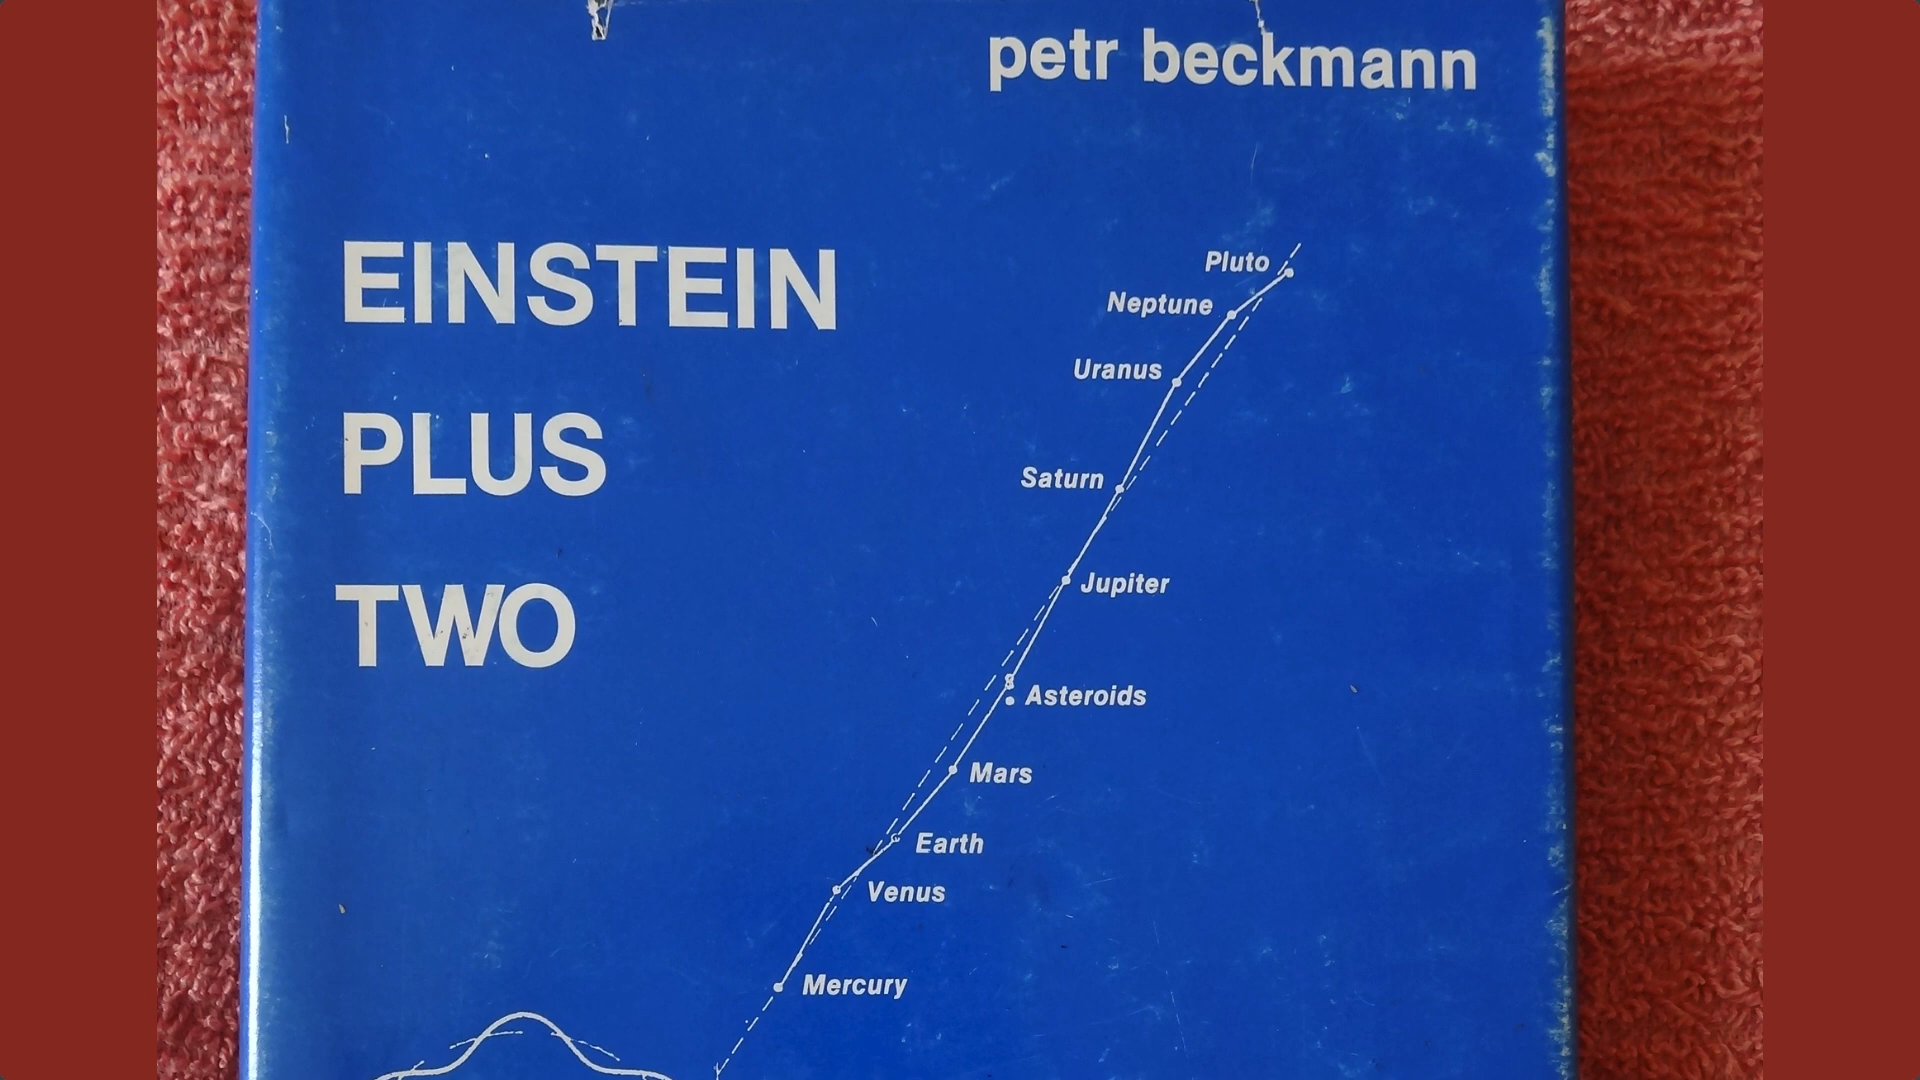 petr beckmann
EINSTEIN
PLUS
TWO
Pluto
Neptune
Uranus
Saturn
Jupiter
Asteroids
Mars
Earth
Venus
Mercury